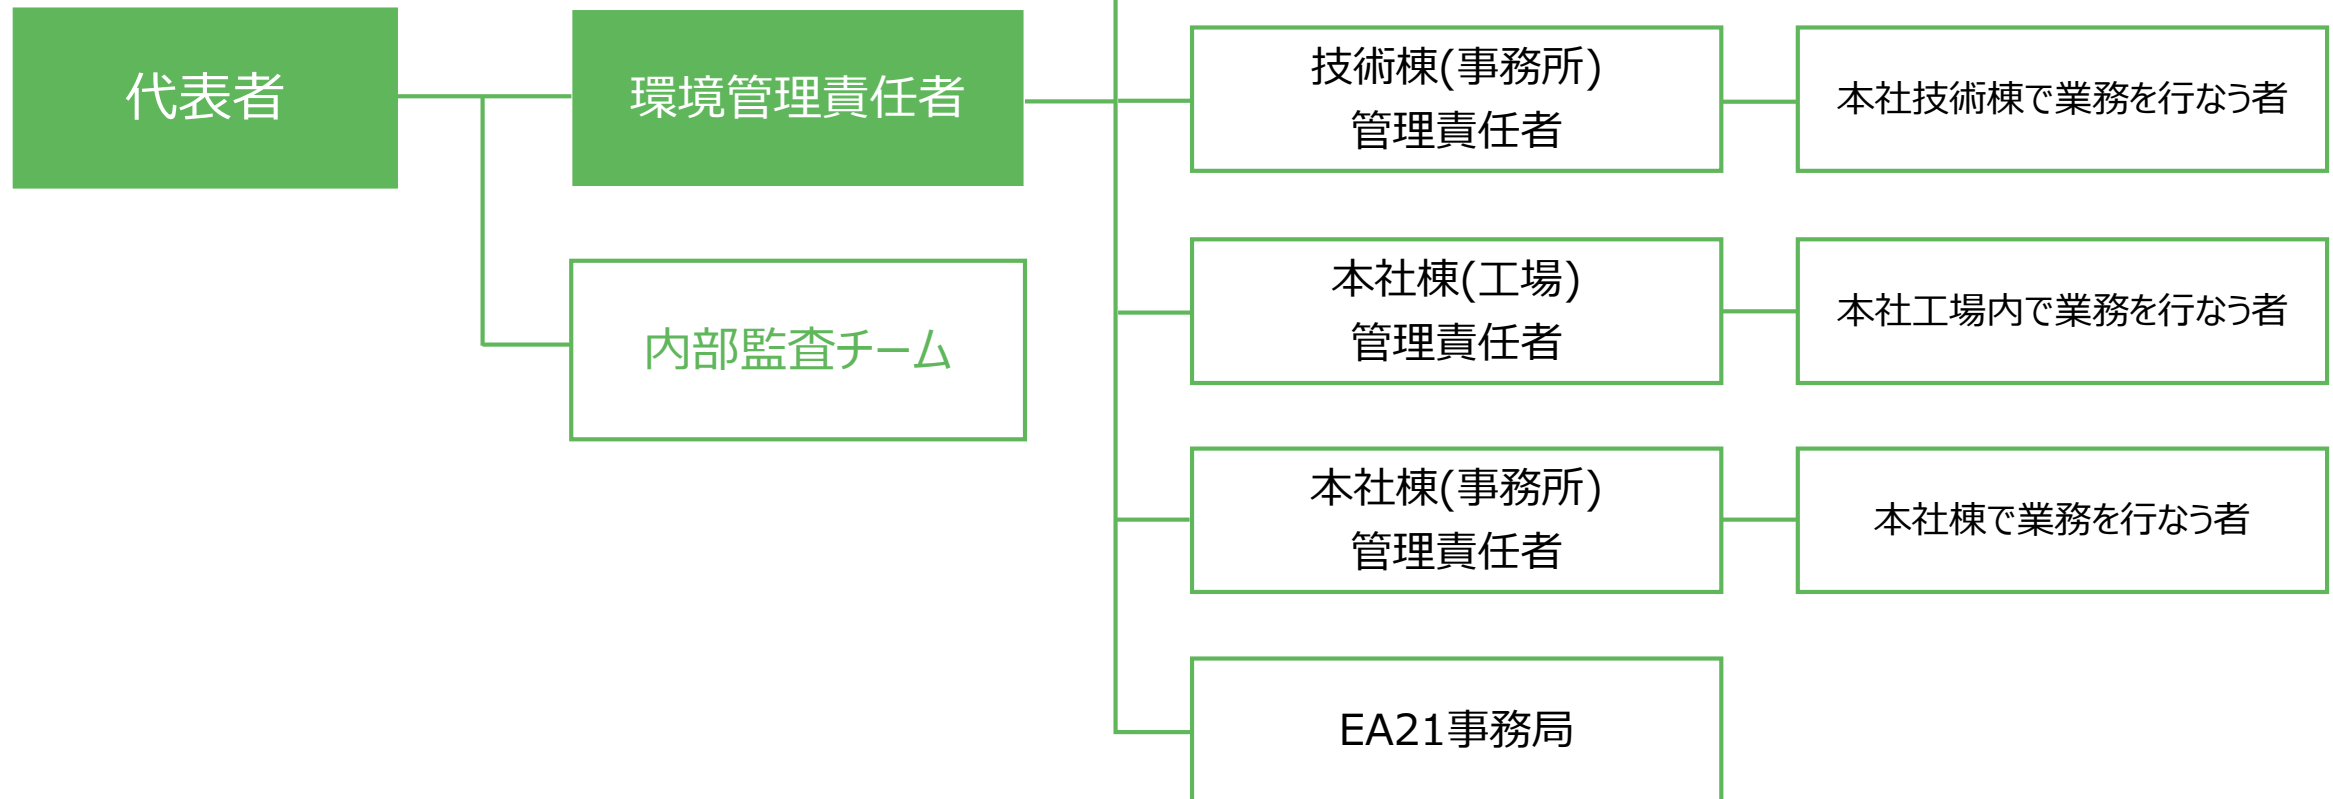 代表者
環境管理責任者
内部監査チーム
技術棟(事務所)
管理責任者
本社技術棟で業務を行なう者
本社棟(工場)
管理責任者
本社工場内で業務を行なう者
本社棟(事務所)
管理責任者
本社棟で業務を行なう者
EA21事務局